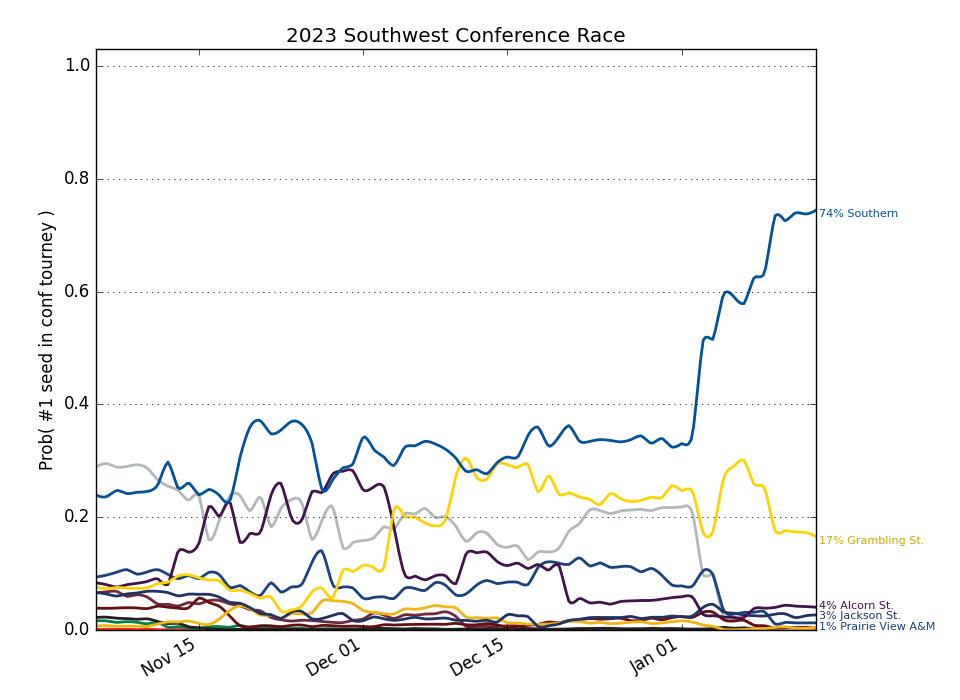 2023 Southwest Conference Race
Prob( #1 seed in conf tourney )
1.0
0.8
0.6
0.4
0.2
0.0
Nov 15
Dec 01
Dec 15
Jan 01
74% Southern
17% Grambling St.
4% Alcorn St.
3% Jackson St.
1% Prairie View A&M